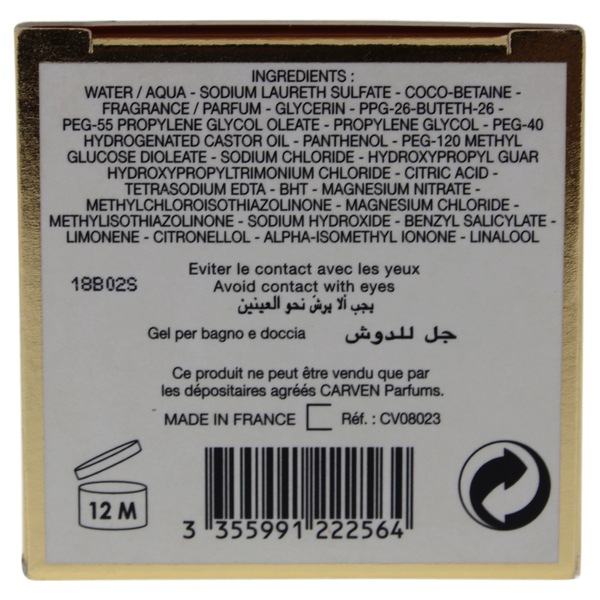 INGREDIENTS :
WATER / AQUA - SODIUM LAURETH SULFATE - COCO-BETAINE -
FRAGRANCE / PARFUM - GLYCERIN - PPG-26-BUTETH-26 -
PEG-55 PROPYLENE GLYCOL OLEATE - PROPYLENE GLYCOL - PEG-40
HYDROGENATED CASTOR OIL - PANTHENOL - PEG-120 METHYL
GLUCOSE DIOLEATE - SODIUM CHLORIDE - HYDROXYPROPYL GUAR
HYDROXYPROPYLTRIMONIUM CHLORIDE - CITRIC ACID -
TETRASODIUM EDTA - BHT - MAGNESIUM NITRATE -
METHYLCHLOROISOTHIAZOLINONE - MAGNESIUM CHLORIDE -
METHYLISOTHIAZOLINONE - SODIUM HYDROXIDE - BENZYL SALICYLATE -
LIMONENE - CITRONELLOL - ALPHA-ISOMETHYL IONONE - LINALOOL
Eviter le contact avec les yeux
18B02S
Avoid contact with eyes
يجب ألا يرشّ نحو العينين
Gel per bagno e doccia جل للدوش
Ce produit ne peut être vendu que par
les dépositaires agréés CARVEN Parfums.
MADE IN FRANCE Réf. : CV08023
12 M
3 355991 222564